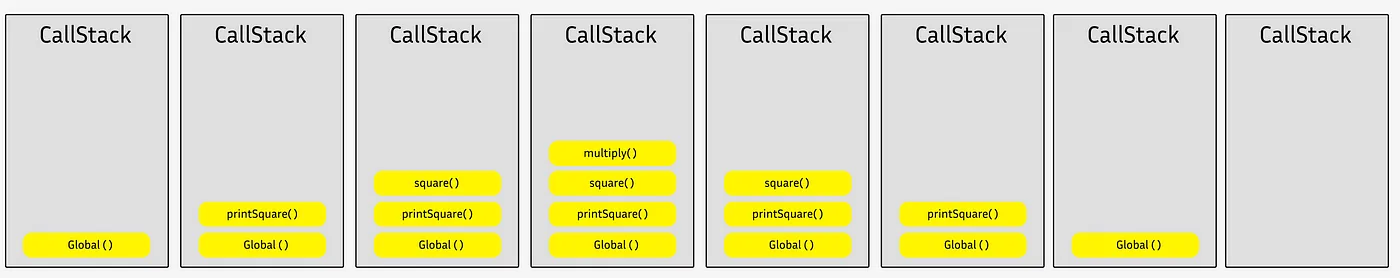 CallStack
Global ()
CallStack
printSquare()
Global ()
CallStack
square()
printSquare()
Global ()
CallStack
multiply()
square()
printSquare()
Global ()
CallStack
square()
printSquare()
Global ()
CallStack
printSquare()
Global ()
CallStack
Global ()
CallStack